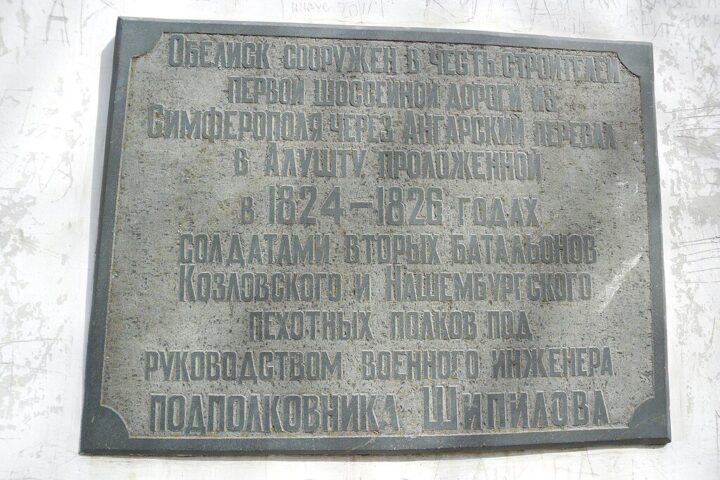 Обелиск сооружен в честь строителей
первой шоссейной дороги из
Симферополя через Ангарский перевал
в Алушту, проложенной
в 1824-1826 годах
солдатами вторых батальонов
Козловского и Нашембургского
пехотных полков под
руководством военного инженера
подполковника Шипилова